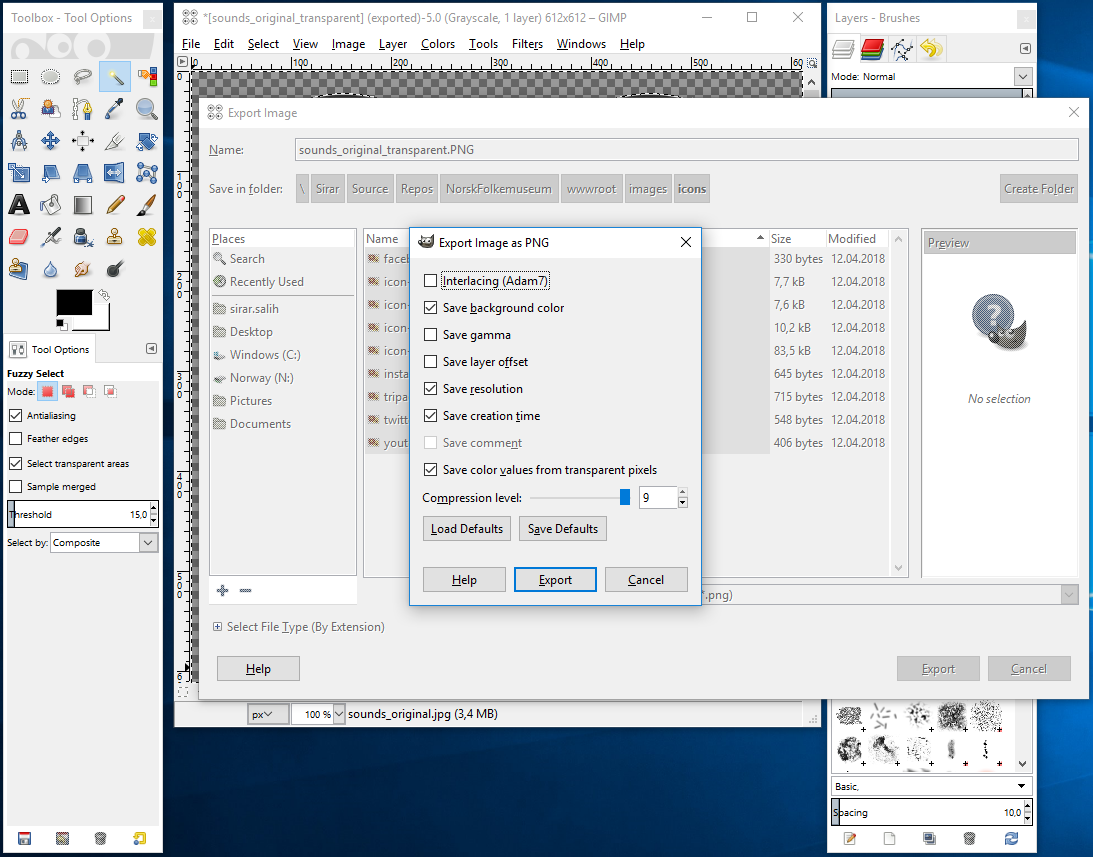 Toolbox - Tool Options
*[sounds_original_transparent] (exported)-5.0 (Grayscale, 1 layer) 612x612 – GIMP
Layers - Brushes
File Edit Select View Image Layer Colors Tools Filters Windows Help
0 100 200 300 400 500 60
Mode: Normal
Export Image
Name: sounds_original_transparent.PNG
Save in folder: \ Sirar Source Repos NorskFolkemuseum wwwroot images icons Create Folder
Places
Search
Recently Used
sirar.salih
Desktop
Windows (C:)
Norway (N:)
Pictures
Documents
Name Size Modified
faceb 330 bytes 12.04.2018
icon- 7,7 kB 12.04.2018
icon- 7,6 kB 12.04.2018
icon- 10,2 kB 12.04.2018
icon- 83,5 kB 12.04.2018
insta 645 bytes 12.04.2018
tripa 715 bytes 12.04.2018
twitt 548 bytes 12.04.2018
yout 406 bytes 12.04.2018
Preview
No selection
Export Image as PNG
Interlacing (Adam7)
Save background color
Save gamma
Save layer offset
Save resolution
Save creation time
Save comment
Save color values from transparent pixels
Compression level: 9
Load Defaults Save Defaults
Help Export Cancel
*.png)
Select File Type (By Extension)
Help Export Cancel
Tool Options
Fuzzy Select
Mode:
Antialiasing
Feather edges
Select transparent areas
Sample merged
Threshold 15,0
Select by: Composite
px 100 % sounds_original.jpg (3,4 MB)
Basic,
Spacing 10,0